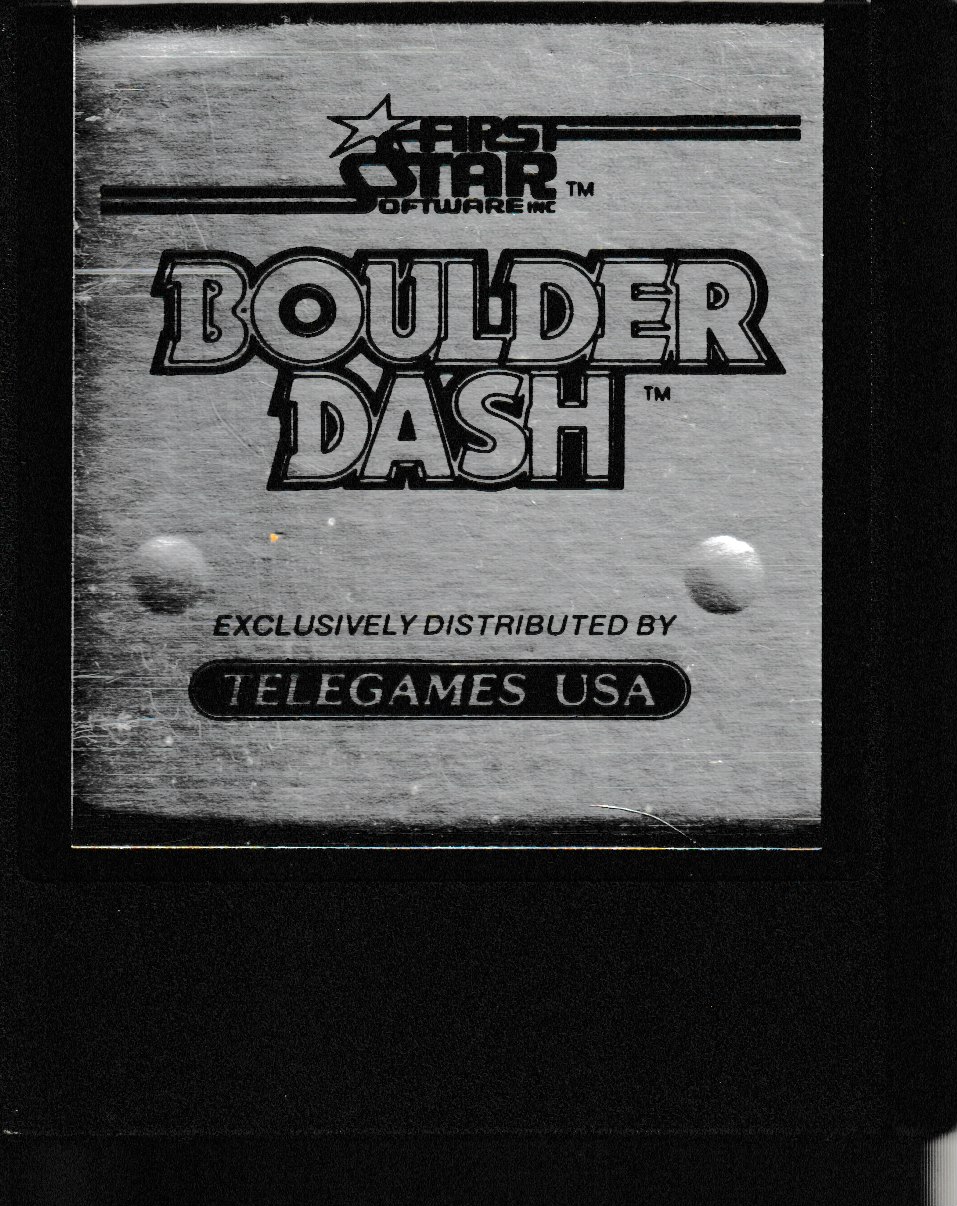 FIRST
STAR
SOFTWARE INC ™
BOULDER
DASH ™
EXCLUSIVELY DISTRIBUTED BY
TELEGAMES USA